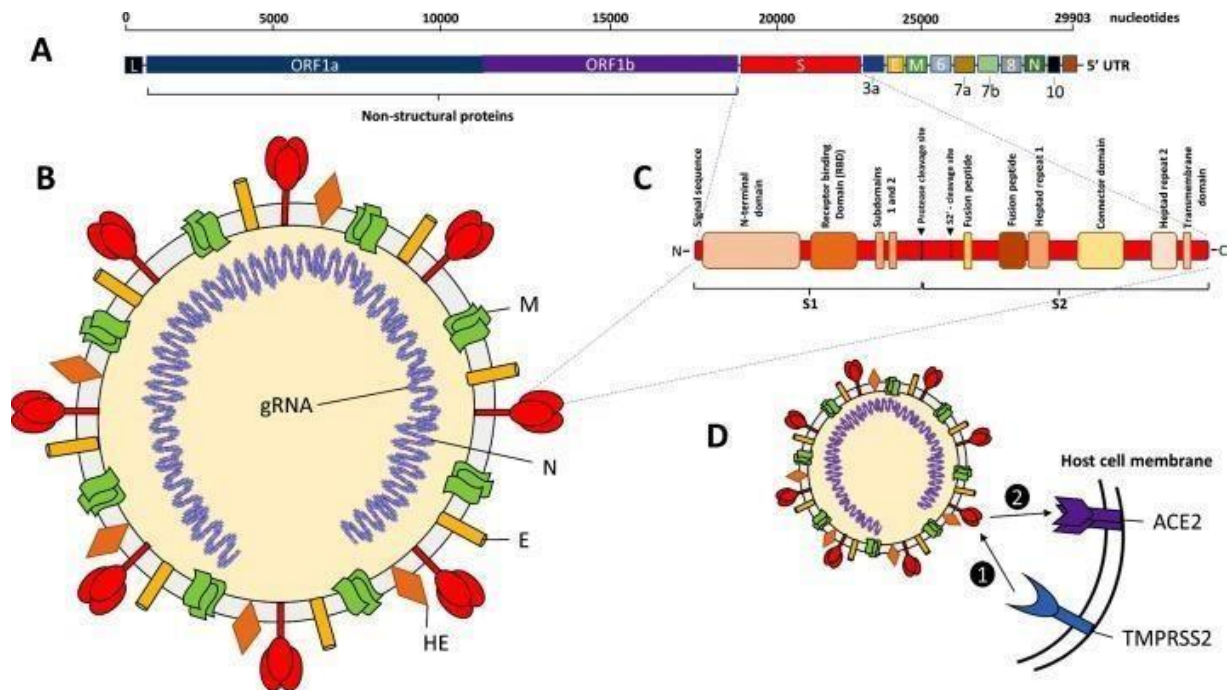 0 5000 10000 15000 20000 25000 29903 nucleotides
A
L ORF1a ORF1b S E M 6 8 N 5' UTR
3a 7a 7b 10
Non-structural proteins
B
M
gRNA
N
E
HE
C
Signal sequence
N-terminal
domain
Receptor binding
Domain (RBD)
Subdomains
1 and 2
Protease cleavage site
S2' - cleavage site
Fusion peptide
Fusion peptide
Heptad repeat 1
Connector domain
Heptad repeat 2
Transmembrane
domain
N C
S1 S2
D
Host cell membrane
2
ACE2
1
TMPRSS2